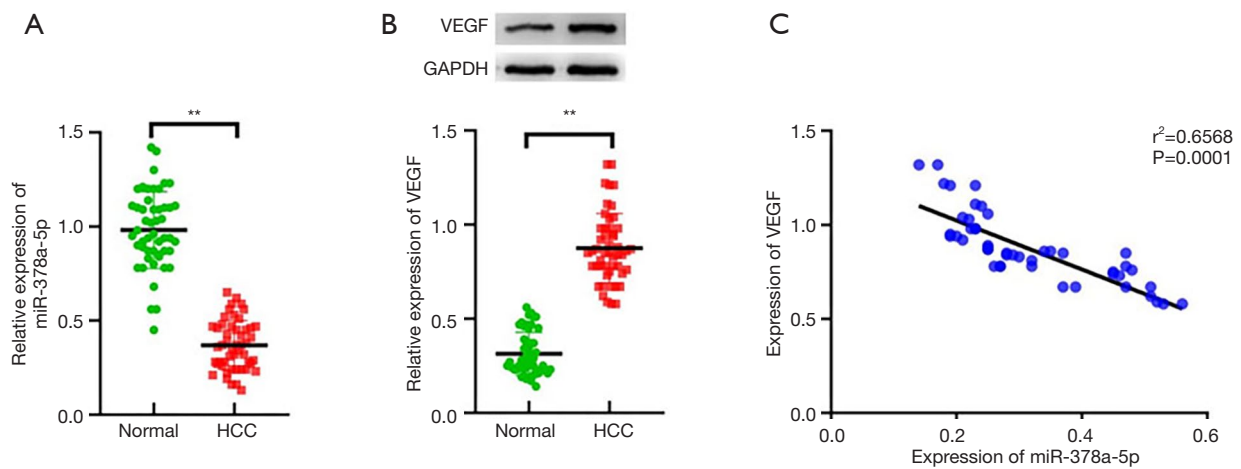 A
Relative expression of
miR-378a-5p
1.5
1.0
0.5
0.0
**
Normal
HCC
B
VEGF
GAPDH
Relative expression of VEGF
1.5
1.0
0.5
0.0
**
Normal
HCC
C
Expression of VEGF
1.5
1.0
0.5
0.0
r²=0.6568
P=0.0001
0.0
0.2
0.4
0.6
Expression of miR-378a-5p